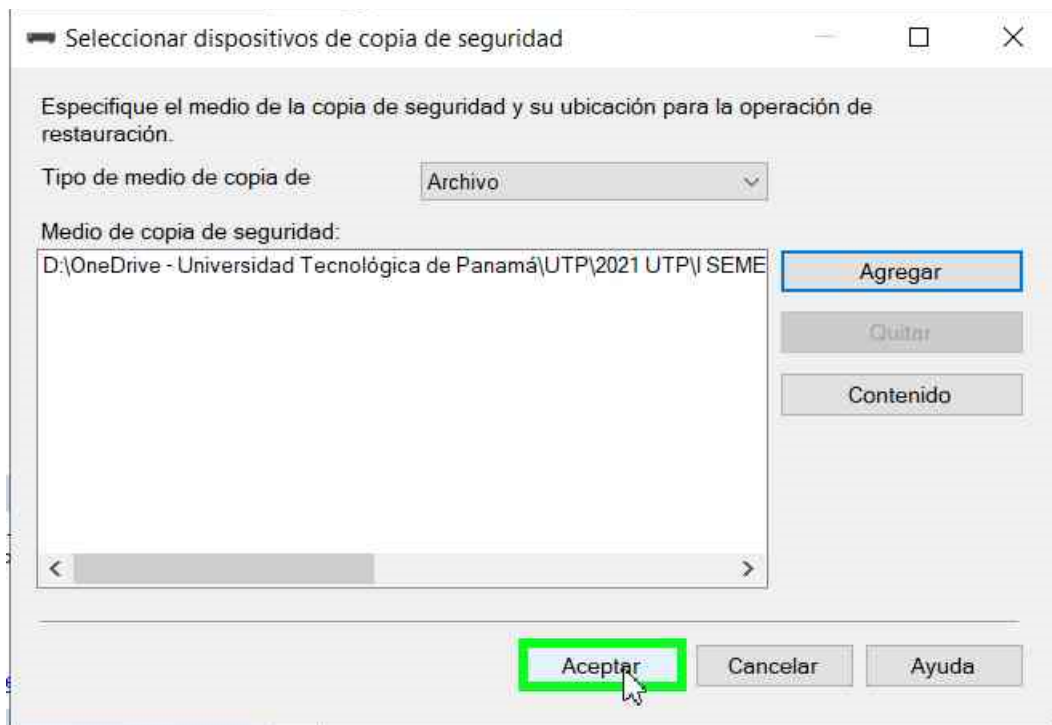 Seleccionar dispositivos de copia de seguridad
Especifique el medio de la copia de seguridad y su ubicación para la operación de
restauración.
Tipo de medio de copia de
Archivo
Medio de copia de seguridad:
D:\OneDrive - Universidad Tecnológica de Panamá\UTP\2021 UTP\I SEME
Agregar
Quitar
Contenido
Aceptar
Cancelar
Ayuda